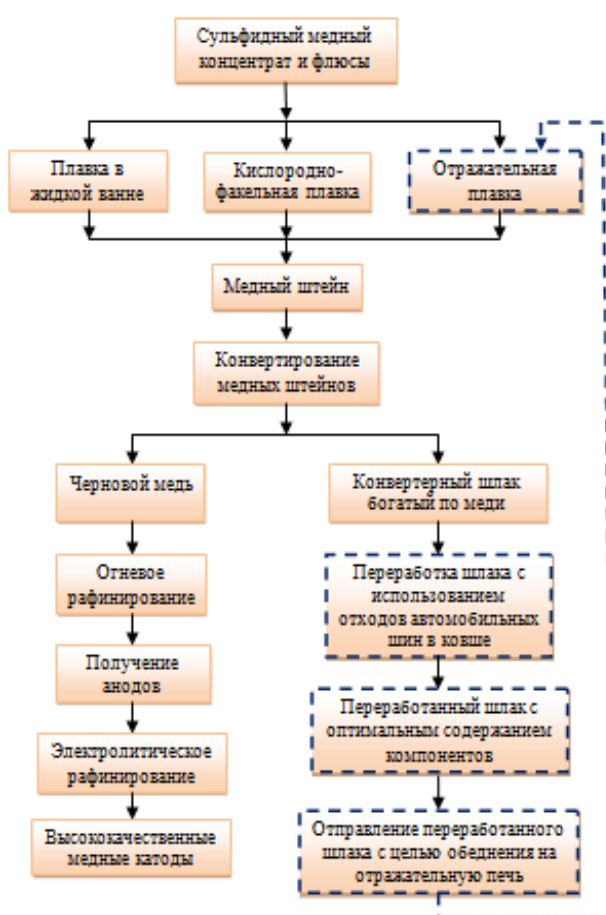 Сульфидный медный
концентрат и флюсы
Плавка в
жидкой ванне
Кислородно-
факельная плавка
Отражательная
плавка
Медный штейн
Конвертирование
медных штейнов
Черновой медь
Конвертерный шлак
богатый по меди
Огневое
рафинирование
Переработка шлака с
использованием
отходов автомобильных
шин в ковше
Получение
анодов
Переработанный шлак с
оптимальным содержанием
компонентов
Электролитическое
рафинирование
Высококачественные
медные катоды
Отправление переработанного
шлака с целью обеднения на
отражательную печь